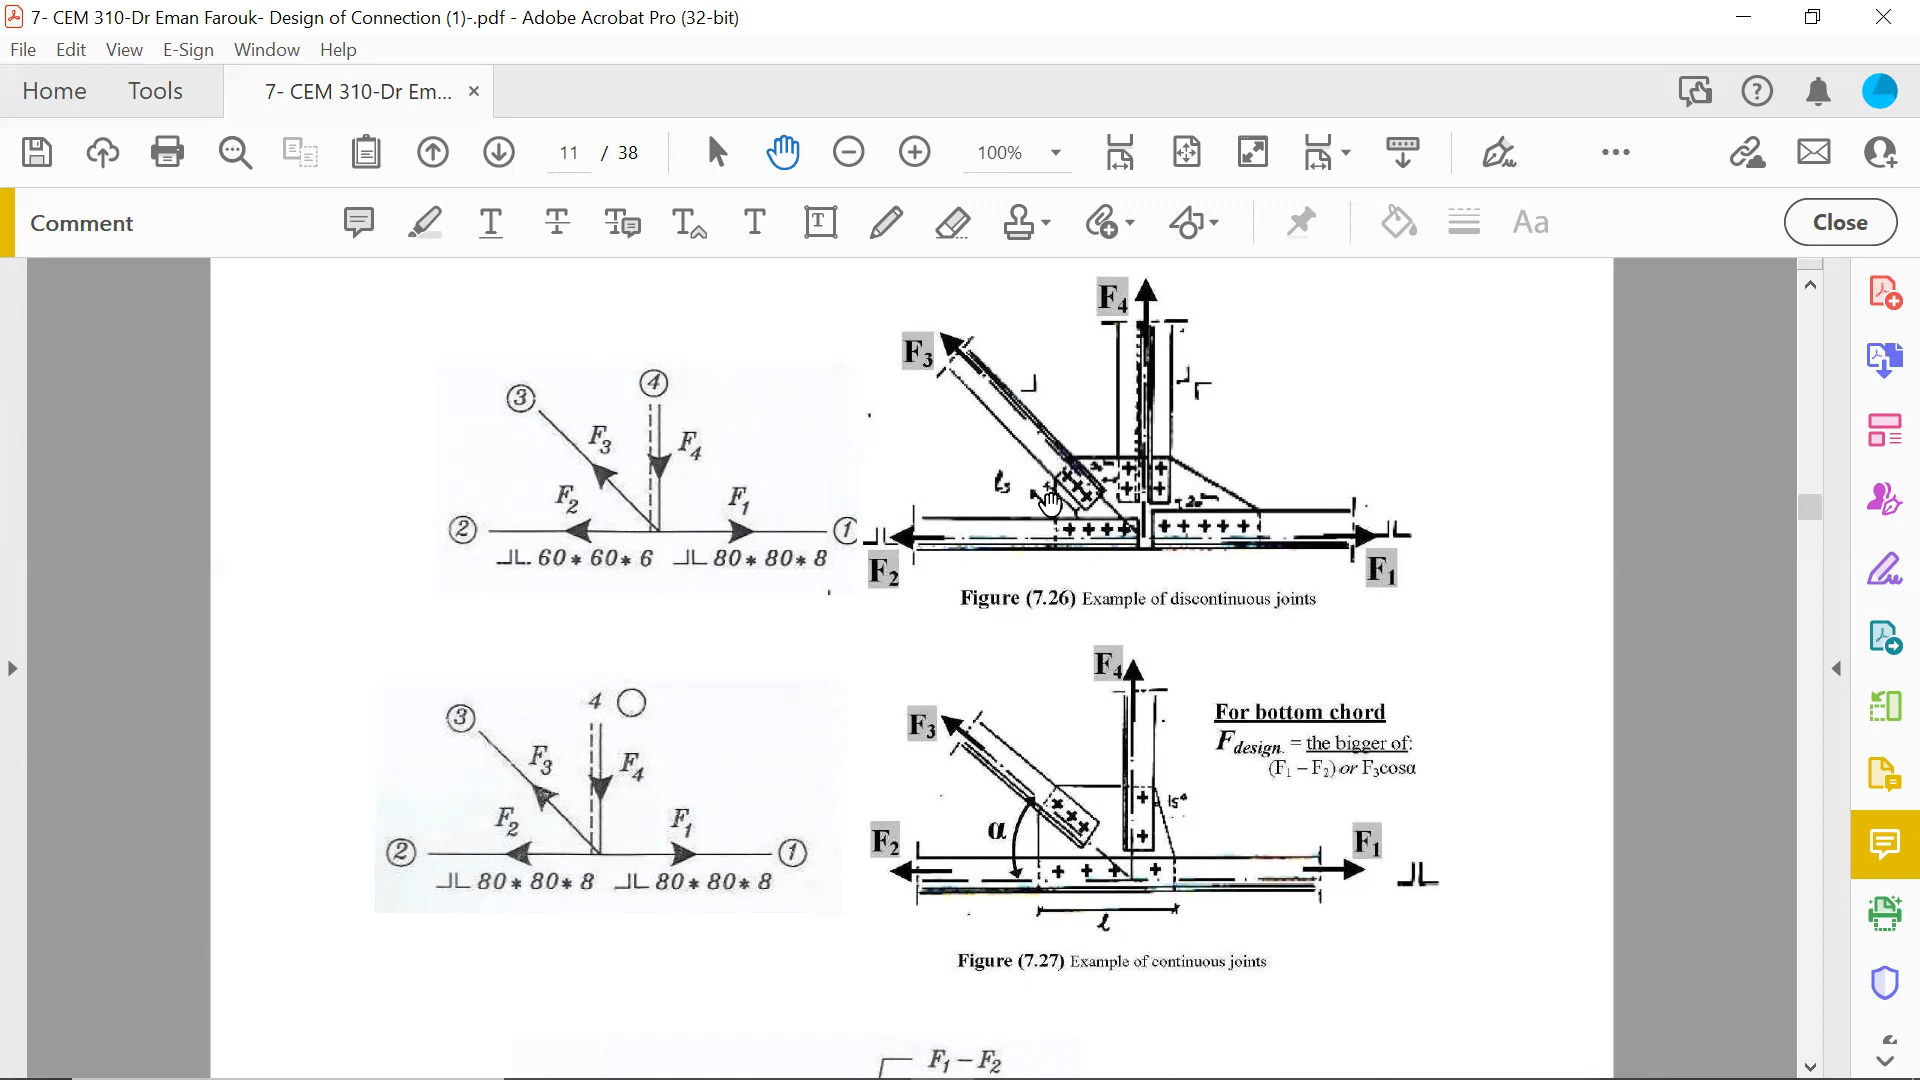 7- CEM 310-Dr Eman Farouk- Design of Connection (1)-.pdf - Adobe Acrobat Pro (32-bit)
File Edit View E-Sign Window Help
Home Tools 7- CEM 310-Dr Em... ×
11 / 38 100%
Comment T T T T T T Aa Close
F4
F3
4
3
F3
F4
ls
F2
F1
2
1
⅃L. 60*60*6 ⅃L 80*80*8
F2
F1
Figure (7.26) Example of discontinuous joints
F4
4
3
F3
For bottom chord
Fdesign. = the bigger of:
(F1 – F2) or F3cosα
F3
F4
α
F2
F1
F2
F1
2
1
⅃L 80*80*8 ⅃L 80*80*8
⅃L
ℓ
Figure (7.27) Example of continuous joints
F1 – F2